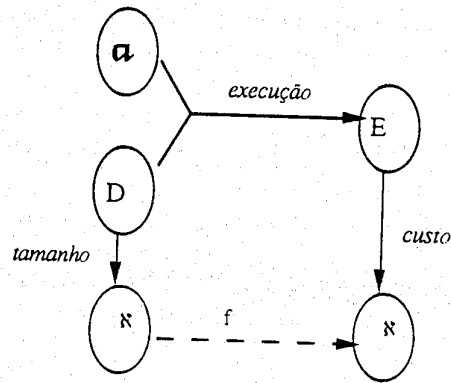 a
execução
E
D
tamanho
custo
ℵ
f
ℵ